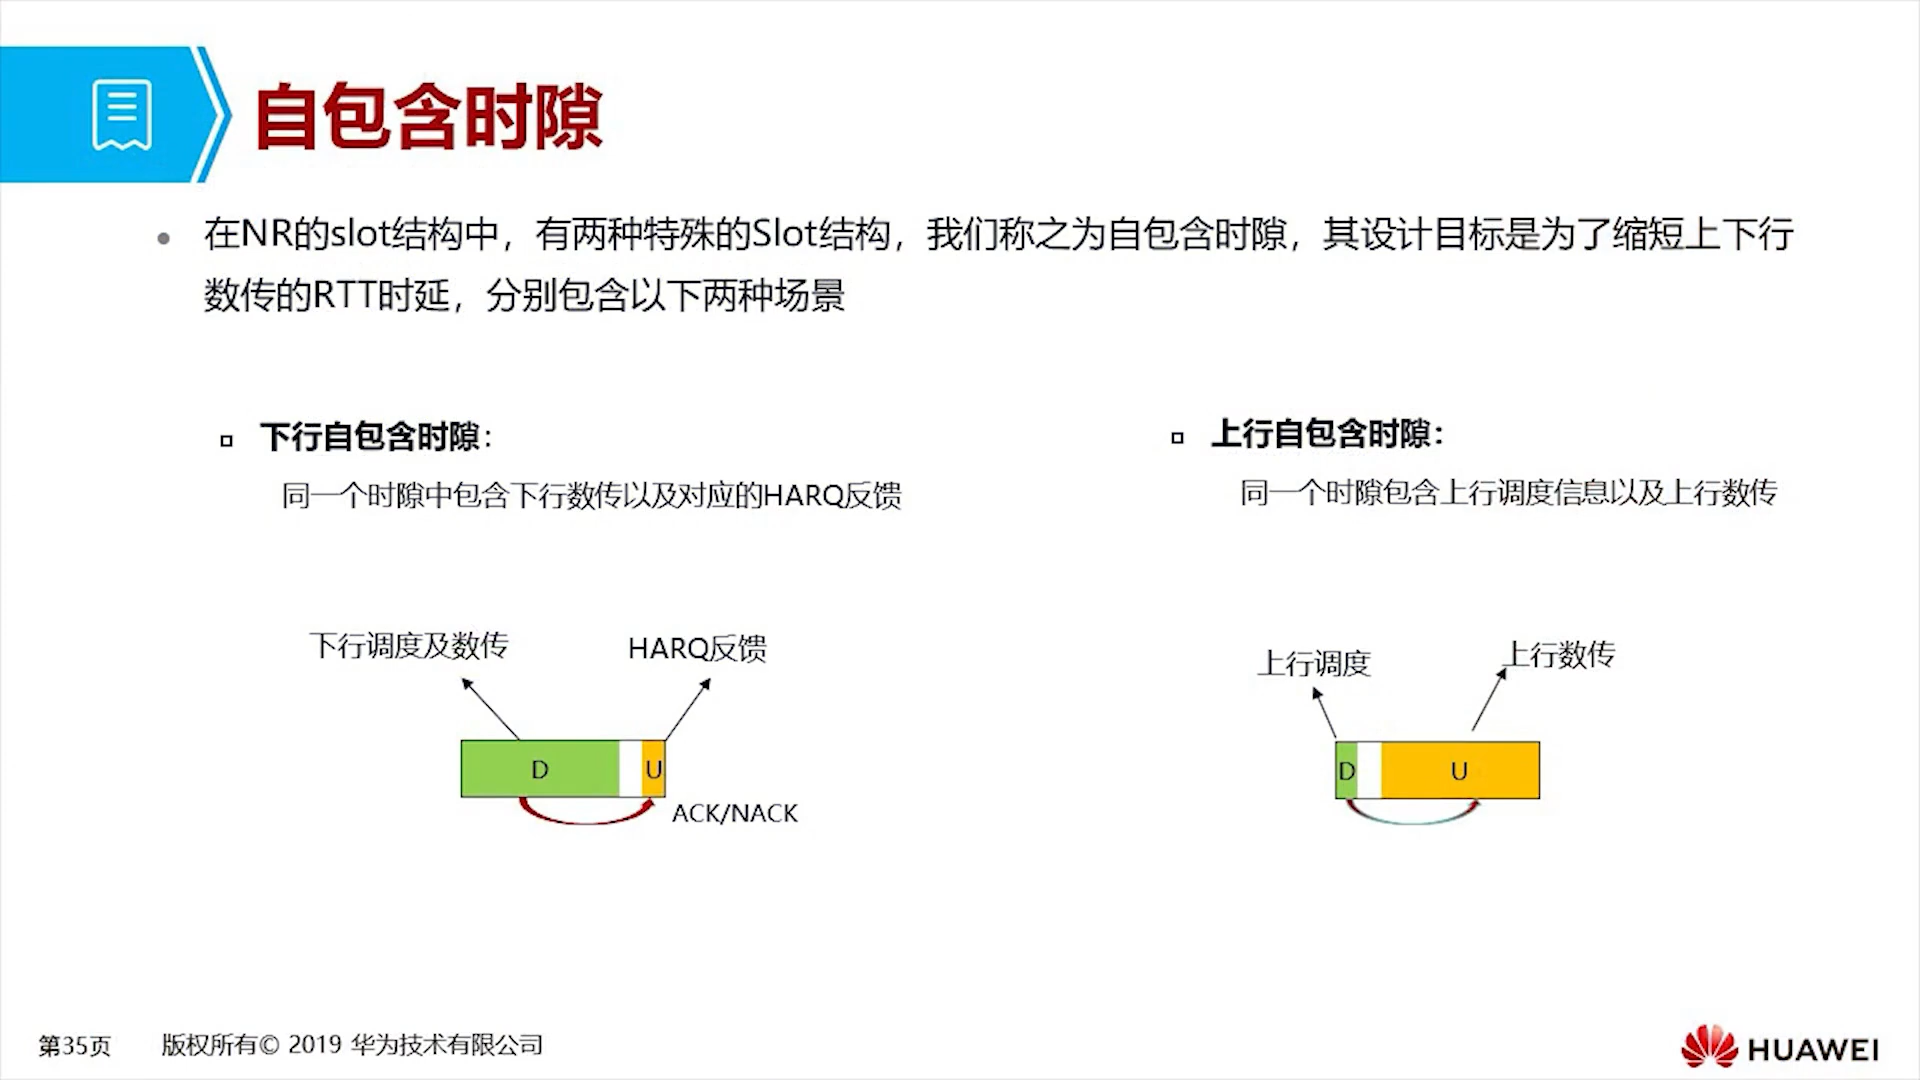 自包含时隙
在NR的slot结构中，有两种特殊的Slot结构，我们称之为自包含时隙，其设计目标是为了缩短上下行
数传的RTT时延，分别包含以下两种场景
下行自包含时隙：
同一个时隙中包含下行数传以及对应的HARQ反馈
上行自包含时隙：
同一个时隙包含上行调度信息以及上行数传
下行调度及数传
HARQ反馈
D
U
ACK/NACK
上行调度
上行数传
D
U
第35页
版权所有© 2019 华为技术有限公司
HUAWEI